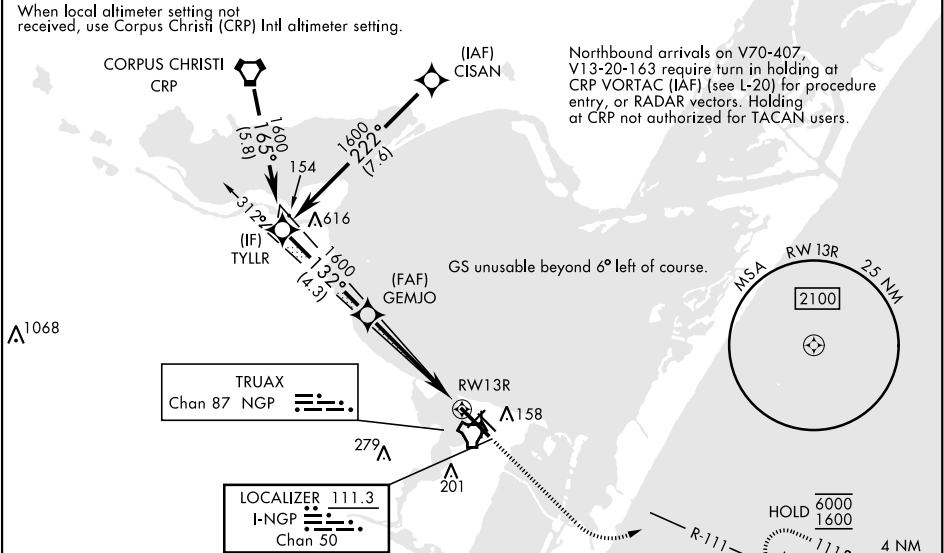 When local altimeter setting not
received, use Corpus Christi (CRP) Intl altimeter setting.
CORPUS CHRISTI
CRP
(IAF)
CISAN
Northbound arrivals on V70-407,
V13-20-163 require turn in holding at
CRP VORTAC (IAF) (see L-20) for procedure
entry, or RADAR vectors. Holding
at CRP not authorized for TACAN users.
1600
165°
(5.8)
1600
222°
(7.6)
154
312°
616
(IF)
TYLLR
1600
132°
(4.3)
(FAF)
GEMJO
GS unusable beyond 6° left of course.
MSA RW 13R 25 NM
2100
1068
TRUAX
Chan 87 NGP
RW13R
158
279
201
LOCALIZER 111.3
I-NGP
Chan 50
HOLD 6000
1600
R-111
111°
4 NM